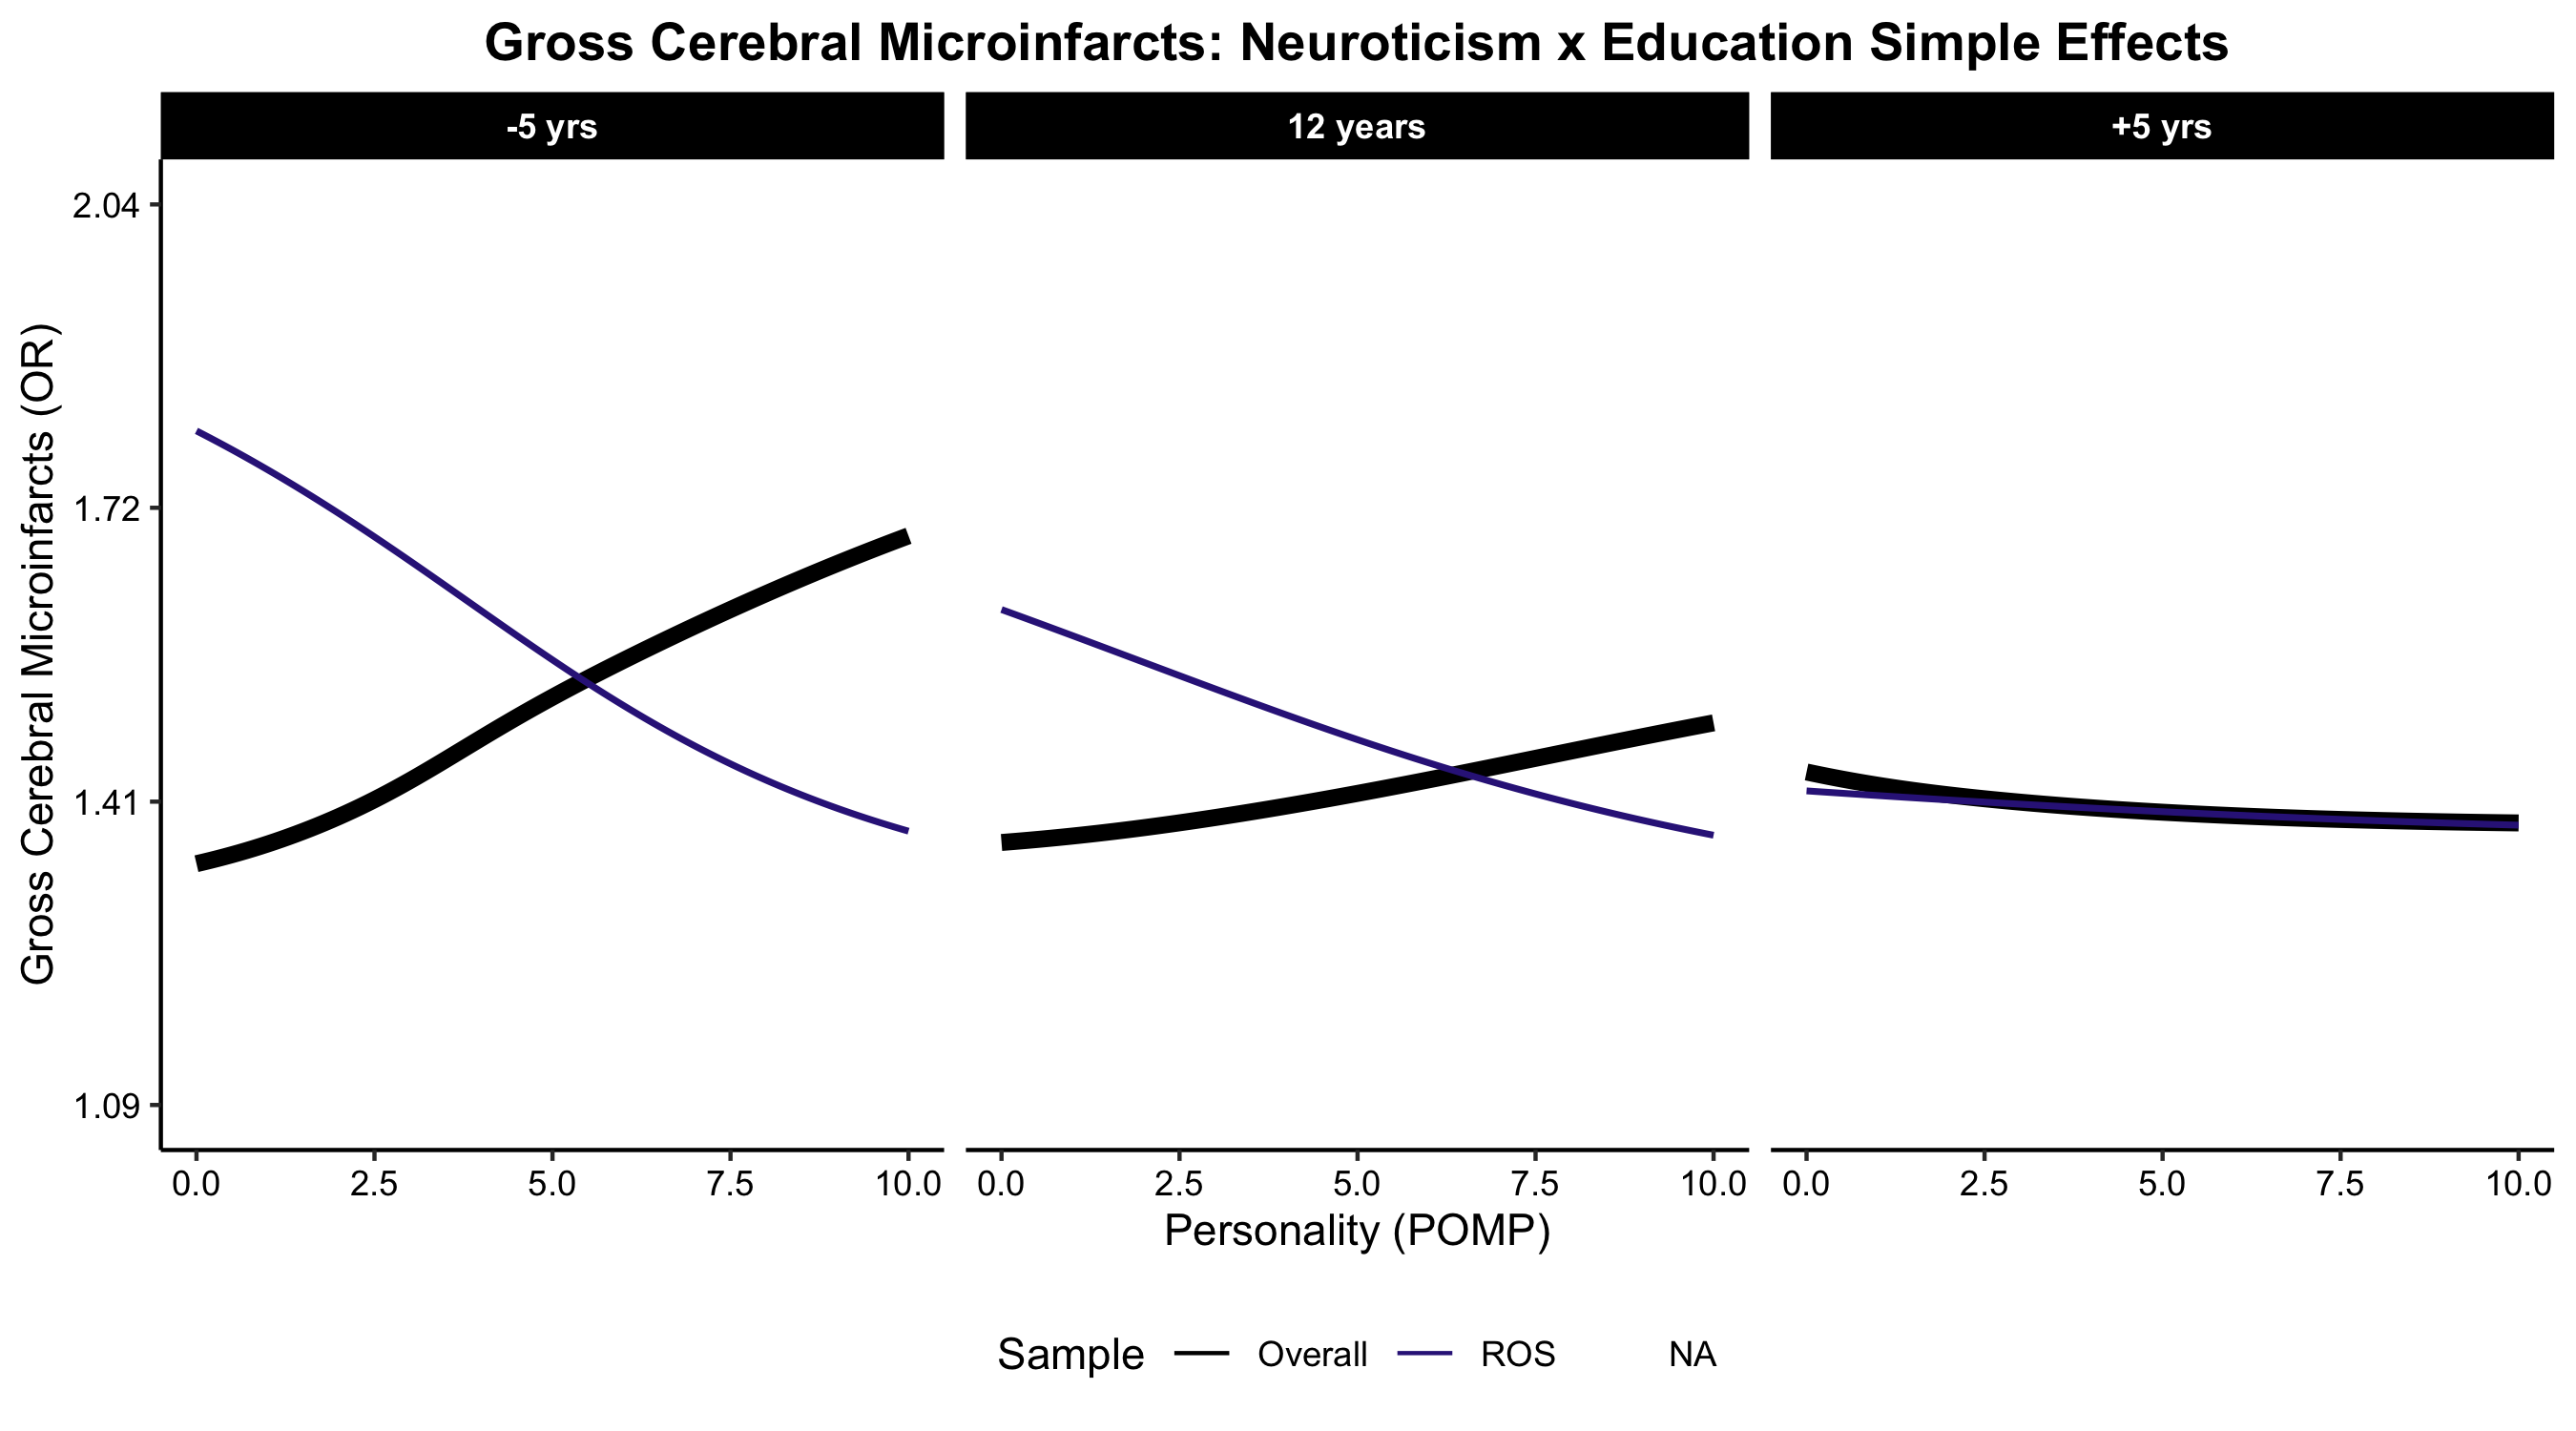 Gross Cerebral Microinfarcts: Neuroticism x Education Simple Effects
-5 yrs
12 years
+5 yrs
Gross Cerebral Microinfarcts (OR)
2.04
1.72
1.41
1.09
0.0 2.5 5.0 7.5 10.0
0.0 2.5 5.0 7.5 10.0
0.0 2.5 5.0 7.5 10.0
Personality (POMP)
Sample Overall ROS NA